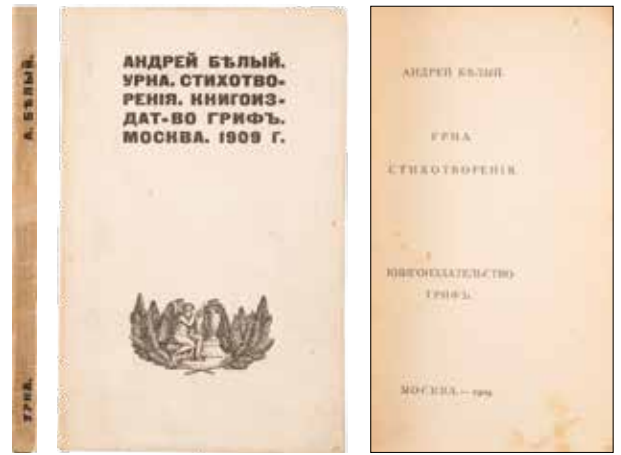 А. БѢЛЫЙ.
УРНА.
АНДРЕЙ БѢЛЫЙ.
УРНА. СТИХОТВО-
РЕНІЯ. КНИГОИЗ-
ДАТ-ВО ГРИФЪ.
МОСКВА. 1909 Г.
АНДРЕЙ БѢЛЫЙ.
УРНА
СТИХОТВОРЕНІЯ
КНИГОИЗДАТЕЛЬСТВО
ГРИФЪ.
МОСКВА.—1909